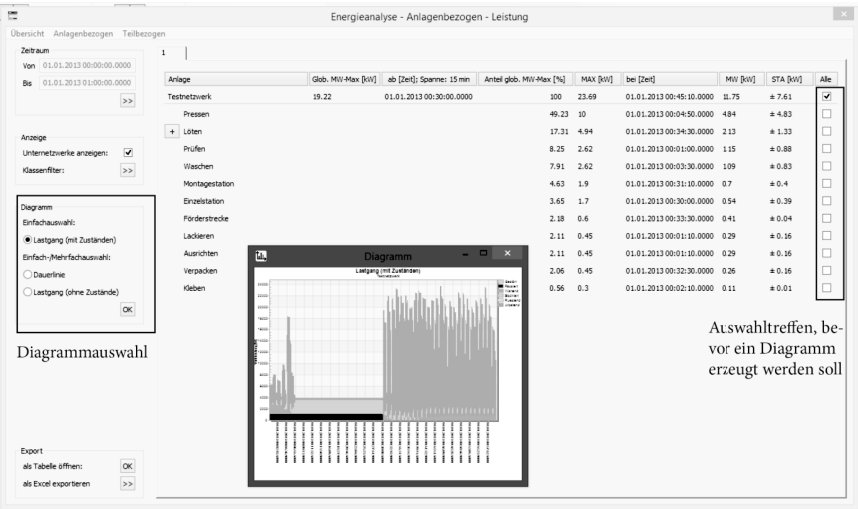 Energieanalyse - Anlagenbezogen - Leistung
Übersicht Anlagenbezogen Teilbezogen
Zeitraum
Von 01.01.2013 00:00:00.0000
Bis 01.01.2013 01:00:00.0000
>>
Anzeige
Unternetzwerke anzeigen:
Klassenfilter: >>
Diagramm
Einfachauswahl:
Lastgang (mit Zuständen)
Einfach-/Mehrfachauswahl:
Dauerlinie
Lastgang (ohne Zustände)
OK
Diagrammauswahl
Export
als Tabelle öffnen: OK
als Excel exportieren >>
1
Anlage Glob. MW-Max [kW] ab [Zeit]; Spanne: 15 min Anteil glob. MW-Max [%] MAX [kW] bei [Zeit] MW [kW] STA [kW] Alle
Testnetzwerk 19.22 01.01.2013 00:30:00.0000 100 23.69 01.01.2013 00:45:10.0000 11.75 ± 7.61
Pressen 49.23 10 01.01.2013 00:04:50.0000 484 ± 4.83
+ Löten 17.31 4.94 01.01.2013 00:34:30.0000 213 ± 1.33
Prüfen 8.25 2.62 01.01.2013 00:01:00.0000 115 ± 0.88
Waschen 7.91 2.62 01.01.2013 00:03:30.0000 109 ± 0.83
Montagestation 4.63 1.9 01.01.2013 00:31:10.0000 0.7 ± 0.4
Einzelstation 3.65 1.7 01.01.2013 00:30:00.0000 0.54 ± 0.39
Förderstrecke 2.18 0.6 01.01.2013 00:33:30.0000 0.41 ± 0.04
Lackieren 2.11 0.45 01.01.2013 00:01:10.0000 0.29 ± 0.16
Ausrichten 2.11 0.45 01.01.2013 00:01:10.0000 0.29 ± 0.16
Verpacken 2.06 0.45 01.01.2013 00:32:30.0000 0.26 ± 0.16
Kleben 0.56 0.3 01.01.2013 00:02:10.0000 0.11 ± 0.01
Diagramm
Lastgang (mit Zuständen)
Testnetzwerk
Auswahltreffen, be-
vor ein Diagramm
erzeugt werden soll